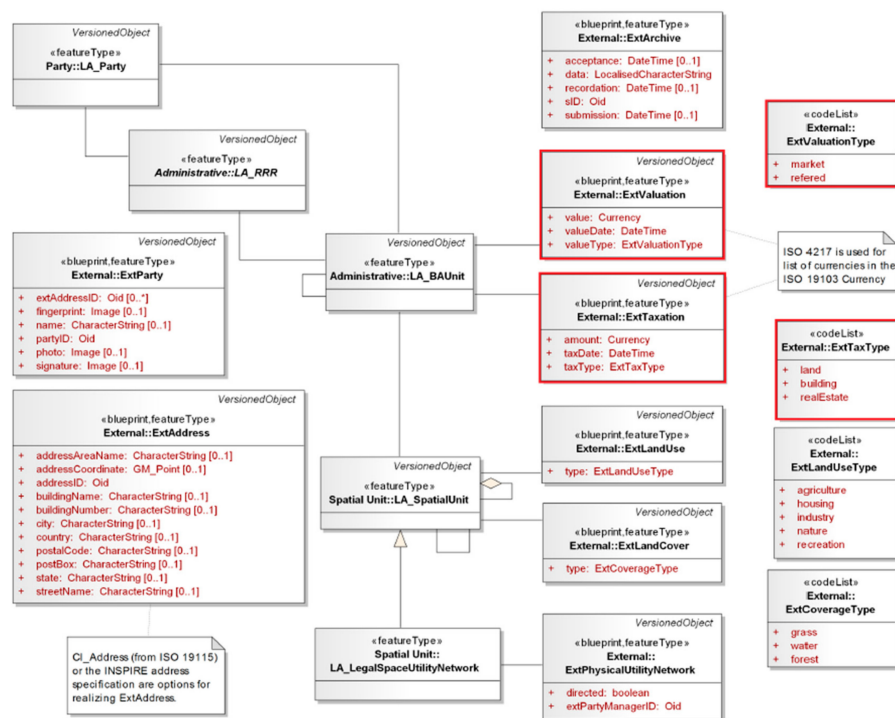 VersionedObject
«featureType»
Party::LA_Party
VersionedObject
«featureType»
Administrative::LA_RRR
VersionedObject
«blueprint,featureType»
External::ExtParty
+ extAddressID: Oid [0..*]
+ fingerprint: Image [0..1]
+ name: CharacterString [0..1]
+ partyID: Oid
+ photo: Image [0..1]
+ signature: Image [0..1]
VersionedObject
«blueprint,featureType»
External::ExtAddress
+ addressAreaName: CharacterString [0..1]
+ addressCoordinate: GM_Point [0..1]
+ addressID: Oid
+ buildingName: CharacterString [0..1]
+ buildingNumber: CharacterString [0..1]
+ city: CharacterString [0..1]
+ country: CharacterString [0..1]
+ postalCode: CharacterString [0..1]
+ postBox: CharacterString [0..1]
+ state: CharacterString [0..1]
+ streetName: CharacterString [0..1]
CI_Address (from ISO 19115)
or the INSPIRE address
specification are options for
realizing ExtAddress.
VersionedObject
«featureType»
Administrative::LA_BAUnit
VersionedObject
«featureType»
Spatial Unit::LA_SpatialUnit
«featureType»
Spatial Unit::
LA_LegalSpaceUtilityNetwork
VersionedObject
«blueprint,featureType»
External::ExtArchive
+ acceptance: DateTime [0..1]
+ data: LocalisedCharacterString
+ recordation: DateTime [0..1]
+ sID: Oid
+ submission: DateTime [0..1]
VersionedObject
«blueprint,featureType»
External::ExtValuation
+ value: Currency
+ valueDate: DateTime
+ valueType: ExtValuationType
VersionedObject
«blueprint,featureType»
External::ExtTaxation
+ amount: Currency
+ taxDate: DateTime
+ taxType: ExtTaxType
VersionedObject
«blueprint,featureType»
External::ExtLandUse
+ type: ExtLandUseType
VersionedObject
«blueprint,featureType»
External::ExtLandCover
+ type: ExtCoverageType
VersionedObject
«blueprint,featureType»
External::
ExtPhysicalUtilityNetwork
+ directed: boolean
+ extPartyManagerID: Oid
«codeList»
External::
ExtValuationType
+ market
+ refered
ISO 4217 is used for
list of currencies in the
ISO 19103 Currency
«codeList»
External::ExtTaxType
+ land
+ building
+ realEstate
«codeList»
External::
ExtLandUseType
+ agriculture
+ housing
+ industry
+ nature
+ recreation
«codeList»
External::
ExtCoverageType
+ grass
+ water
+ forest